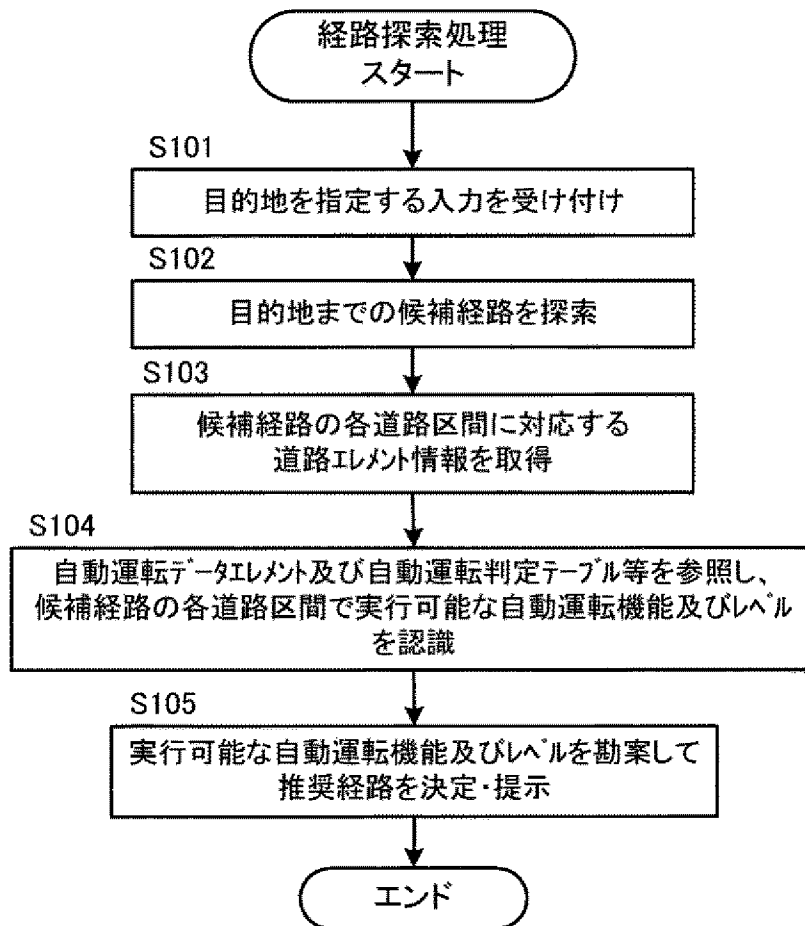 経路探索処理
スタート
S101
目的地を指定する入力を受け付け
S102
目的地までの候補経路を探索
S103
候補経路の各道路区間に対応する
道路エレメント情報を取得
S104
自動運転データエレメント及び自動運転判定テーブル等を参照し、
候補経路の各道路区間で実行可能な自動運転機能及びレベル
を認識
S105
実行可能な自動運転機能及びレベルを勘案して
推奨経路を決定・提示
エンド